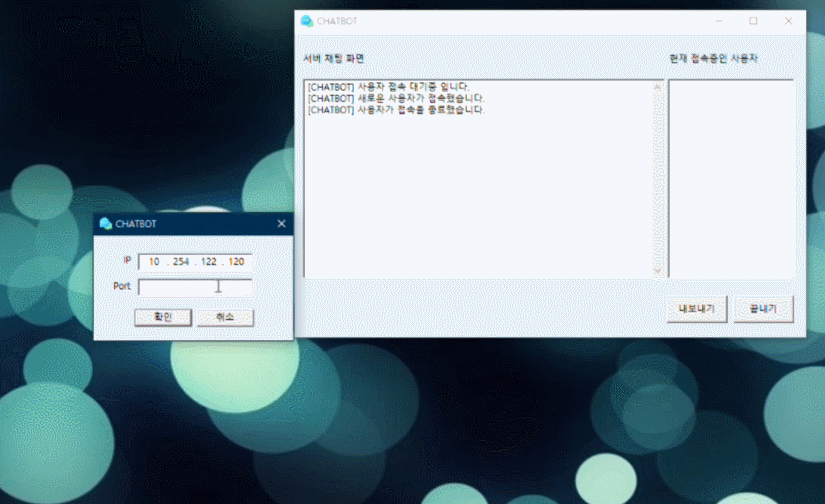 CHATBOT
서버 채팅 화면
현재 접속중인 사용자
[CHATBOT] 사용자 접속 대기중 입니다.
[CHATBOT] 새로운 사용자가 접속했습니다.
[CHATBOT] 사용자가 접속을 종료했습니다.
내보내기
끝내기
CHATBOT
IP 10 . 254 . 122 . 120
Port
확인
취소